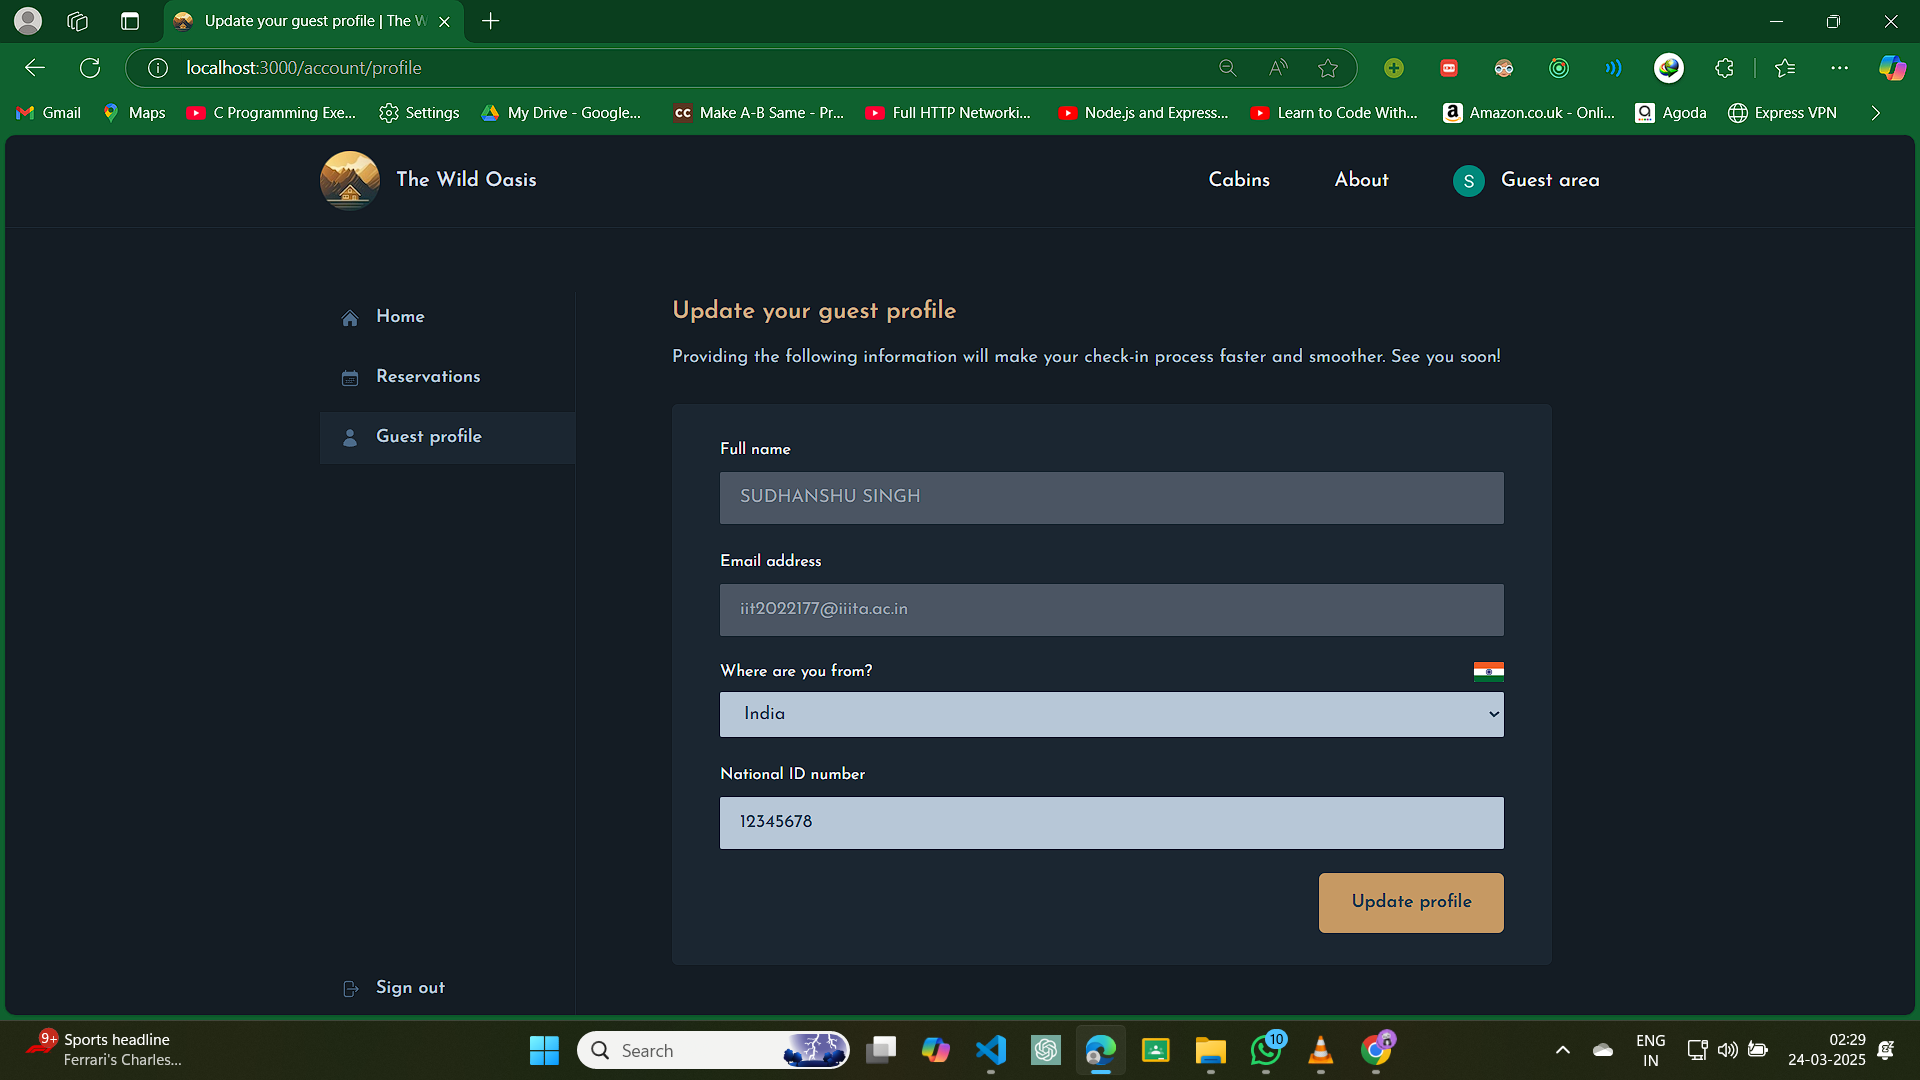 Update your guest profile | The W
localhost:3000/account/profile
Gmail
Maps
C Programming Exe...
Settings
My Drive - Google...
CC
Make A-B Same - Pr...
Full HTTP Networki...
Node.js and Express...
Learn to Code With...
Amazon.co.uk - Onli...
Agoda
Express VPN
The Wild Oasis
Cabins
About
S
Guest area
Home
Reservations
Guest profile
Sign out
Update your guest profile
Providing the following information will make your check-in process faster and smoother. See you soon!
Full name
SUDHANSHU SINGH
Email address
iit2022177@iiita.ac.in
Where are you from?
India
National ID number
12345678
Update profile
9+
Sports headline
Ferrari's Charles...
Search
10
ENG
IN
02:29
24-03-2025